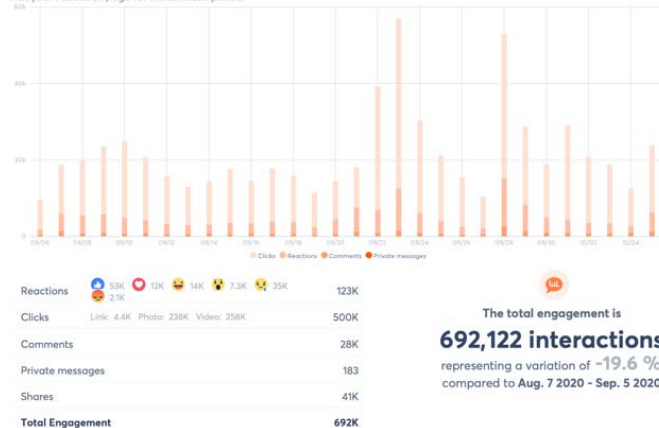 60k
40k
20k
09/06 09/08 09/10 09/12 09/14 09/16 09/18 09/20 09/22 09/24 09/26 09/28 09/30 10/02 10/04
Clicks Reactions Comments Private messages
Reactions 53K 12K 14K 7.3K 35K 123K
2.1K
Clicks Link: 4.4K Photo: 238K Video: 258K 500K
Comments 28K
Private messages 183
Shares 41K
Total Engagement 692K
The total engagement is
692,122 interactions
representing a variation of -19.6 %
compared to Aug. 7 2020 - Sep. 5 2020